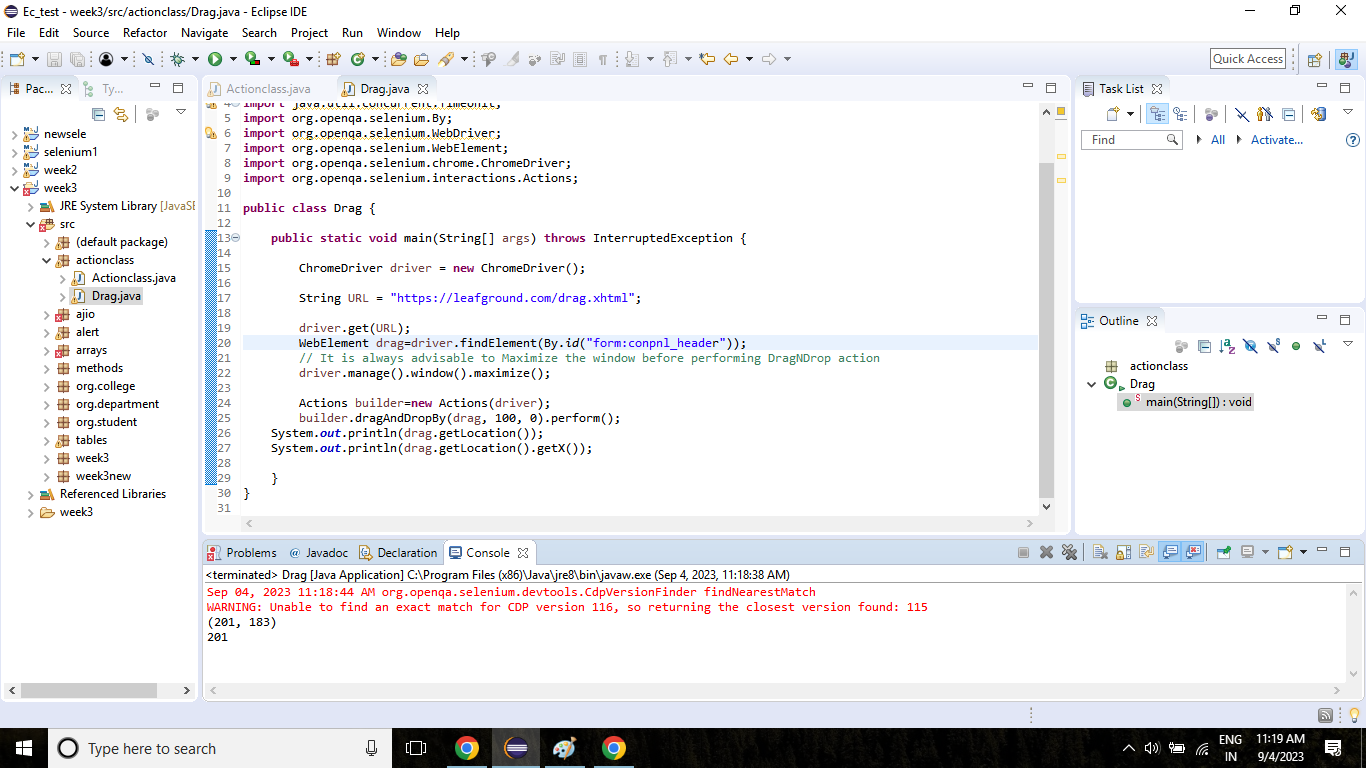 Ec_test - week3/src/actionclass/Drag.java - Eclipse IDE
File Edit Source Refactor Navigate Search Project Run Window Help
Quick Access
Pac... Ty...
newsele
selenium1
week2
week3
JRE System Library [JavaSE
src
(default package)
actionclass
Actionclass.java
Drag.java
ajio
alert
arrays
methods
org.college
org.department
org.student
tables
week3
week3new
Referenced Libraries
week3
Actionclass.java Drag.java
4 import java.util.concurrent.TimeUnit;
5 import org.openqa.selenium.By;
6 import org.openqa.selenium.WebDriver;
7 import org.openqa.selenium.WebElement;
8 import org.openqa.selenium.chrome.ChromeDriver;
9 import org.openqa.selenium.interactions.Actions;
10
11 public class Drag {
12
13 public static void main(String[] args) throws InterruptedException {
14
15 ChromeDriver driver = new ChromeDriver();
16
17 String URL = "https://leafground.com/drag.xhtml";
18
19 driver.get(URL);
20 WebElement drag=driver.findElement(By.id("form:conpnl_header"));
21 // It is always advisable to Maximize the window before performing DragNDrop action
22 driver.manage().window().maximize();
23
24 Actions builder=new Actions(driver);
25 builder.dragAndDropBy(drag, 100, 0).perform();
26 System.out.println(drag.getLocation());
27 System.out.println(drag.getLocation().getX());
28
29 }
30 }
31
Task List
Find All Activate...
Outline
actionclass
Drag
main(String[]) : void
Problems @ Javadoc Declaration Console
<terminated> Drag [Java Application] C:\Program Files (x86)\Java\jre8\bin\javaw.exe (Sep 4, 2023, 11:18:38 AM)
Sep 04, 2023 11:18:44 AM org.openqa.selenium.devtools.CdpVersionFinder findNearestMatch
WARNING: Unable to find an exact match for CDP version 116, so returning the closest version found: 115
(201, 183)
201
Type here to search
ENG
IN
11:19 AM
9/4/2023